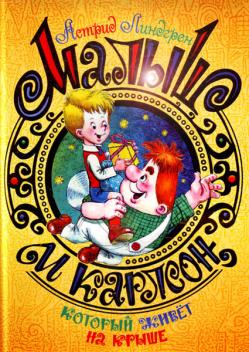 Астрид Линдгрен
Малыш
и Карлсон,
который живёт
на крыше